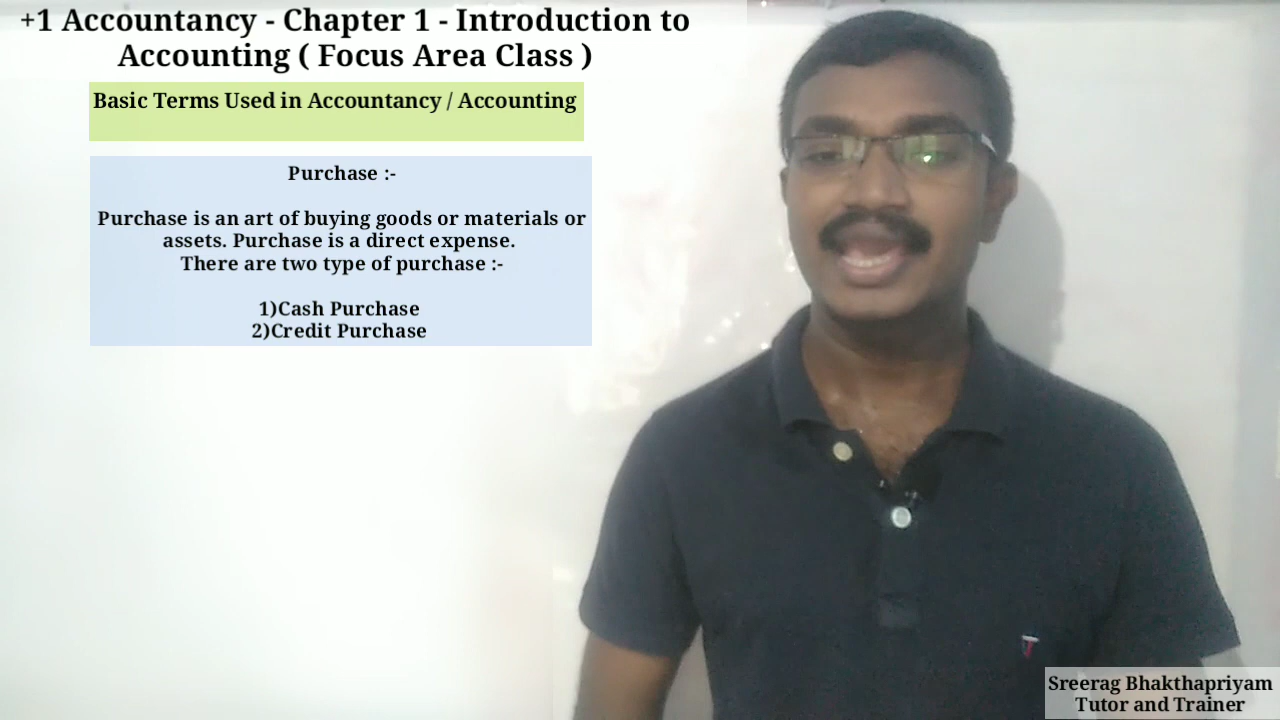 +1 Accountancy - Chapter 1 - Introduction to
Accounting ( Focus Area Class )
Basic Terms Used in Accountancy / Accounting
Purchase :-
Purchase is an art of buying goods or materials or
assets. Purchase is a direct expense.
There are two type of purchase :-
1)Cash Purchase
2)Credit Purchase
Sreerag Bhakthapriyam
Tutor and Trainer